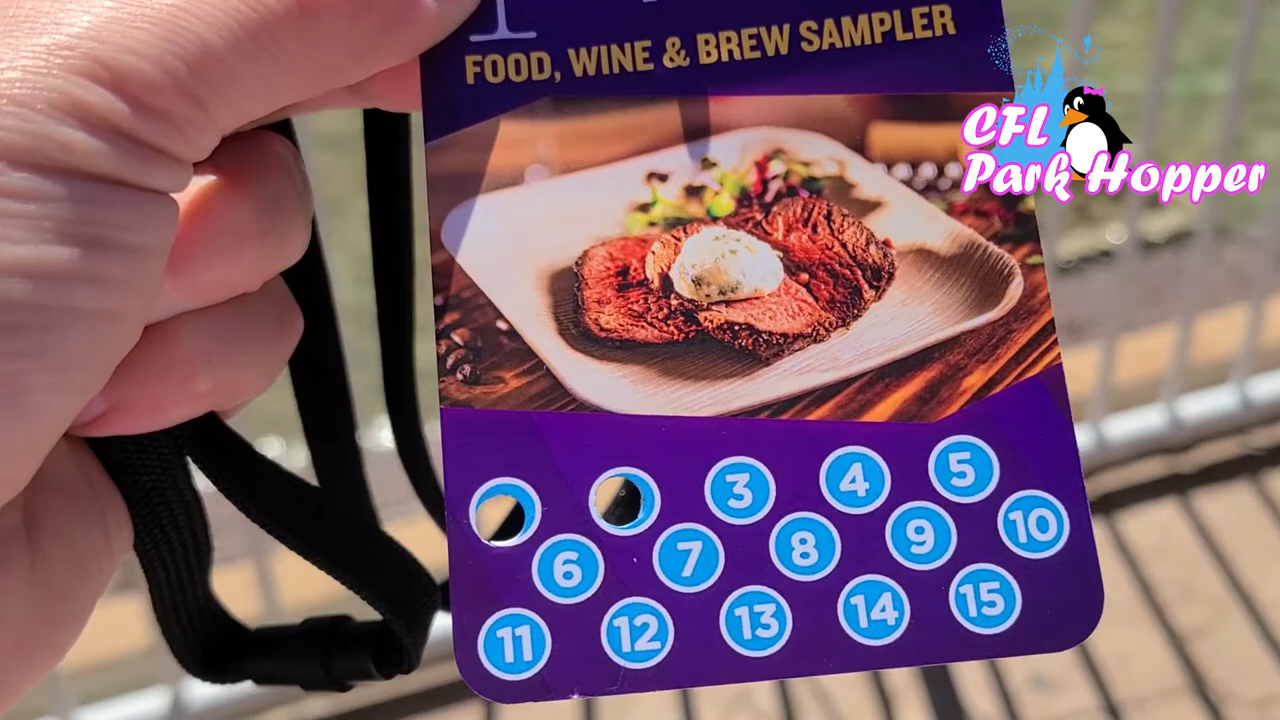 FOOD, WINE & BREW SAMPLER
CFL
Park Hopper
3 4 5
6 7 8 9 10
11 12 13 14 15